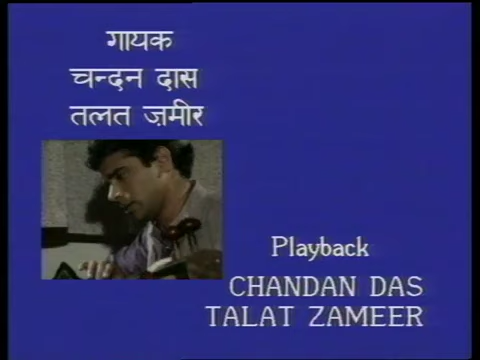 गायक
चन्दन दास
तलत ज़मीर
Playback
CHANDAN DAS
TALAT ZAMEER